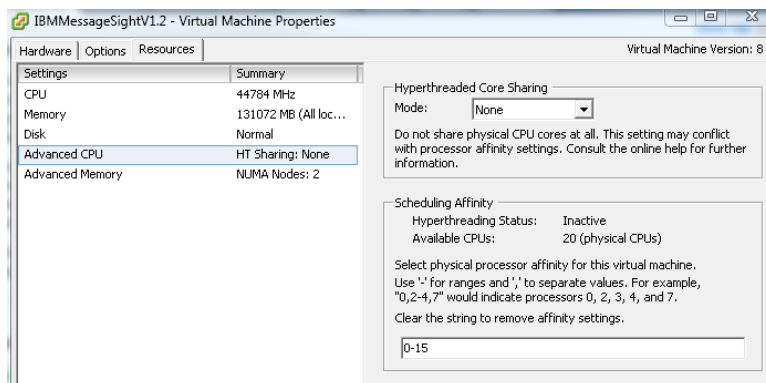 IBMMessageSightV1.2 - Virtual Machine Properties
Hardware Options Resources
Virtual Machine Version: 8
Settings Summary
CPU 44784 MHz
Memory 131072 MB (All loc...
Disk Normal
Advanced CPU HT Sharing: None
Advanced Memory NUMA Nodes: 2
Hyperthreaded Core Sharing
Mode: None
Do not share physical CPU cores at all. This setting may conflict
with processor affinity settings. Consult the online help for further
information.
Scheduling Affinity
Hyperthreading Status: Inactive
Available CPUs: 20 (physical CPUs)
Select physical processor affinity for this virtual machine.
Use '-' for ranges and ',' to separate values. For example,
"0,2-4,7" would indicate processors 0, 2, 3, 4, and 7.
Clear the string to remove affinity settings.
0-15